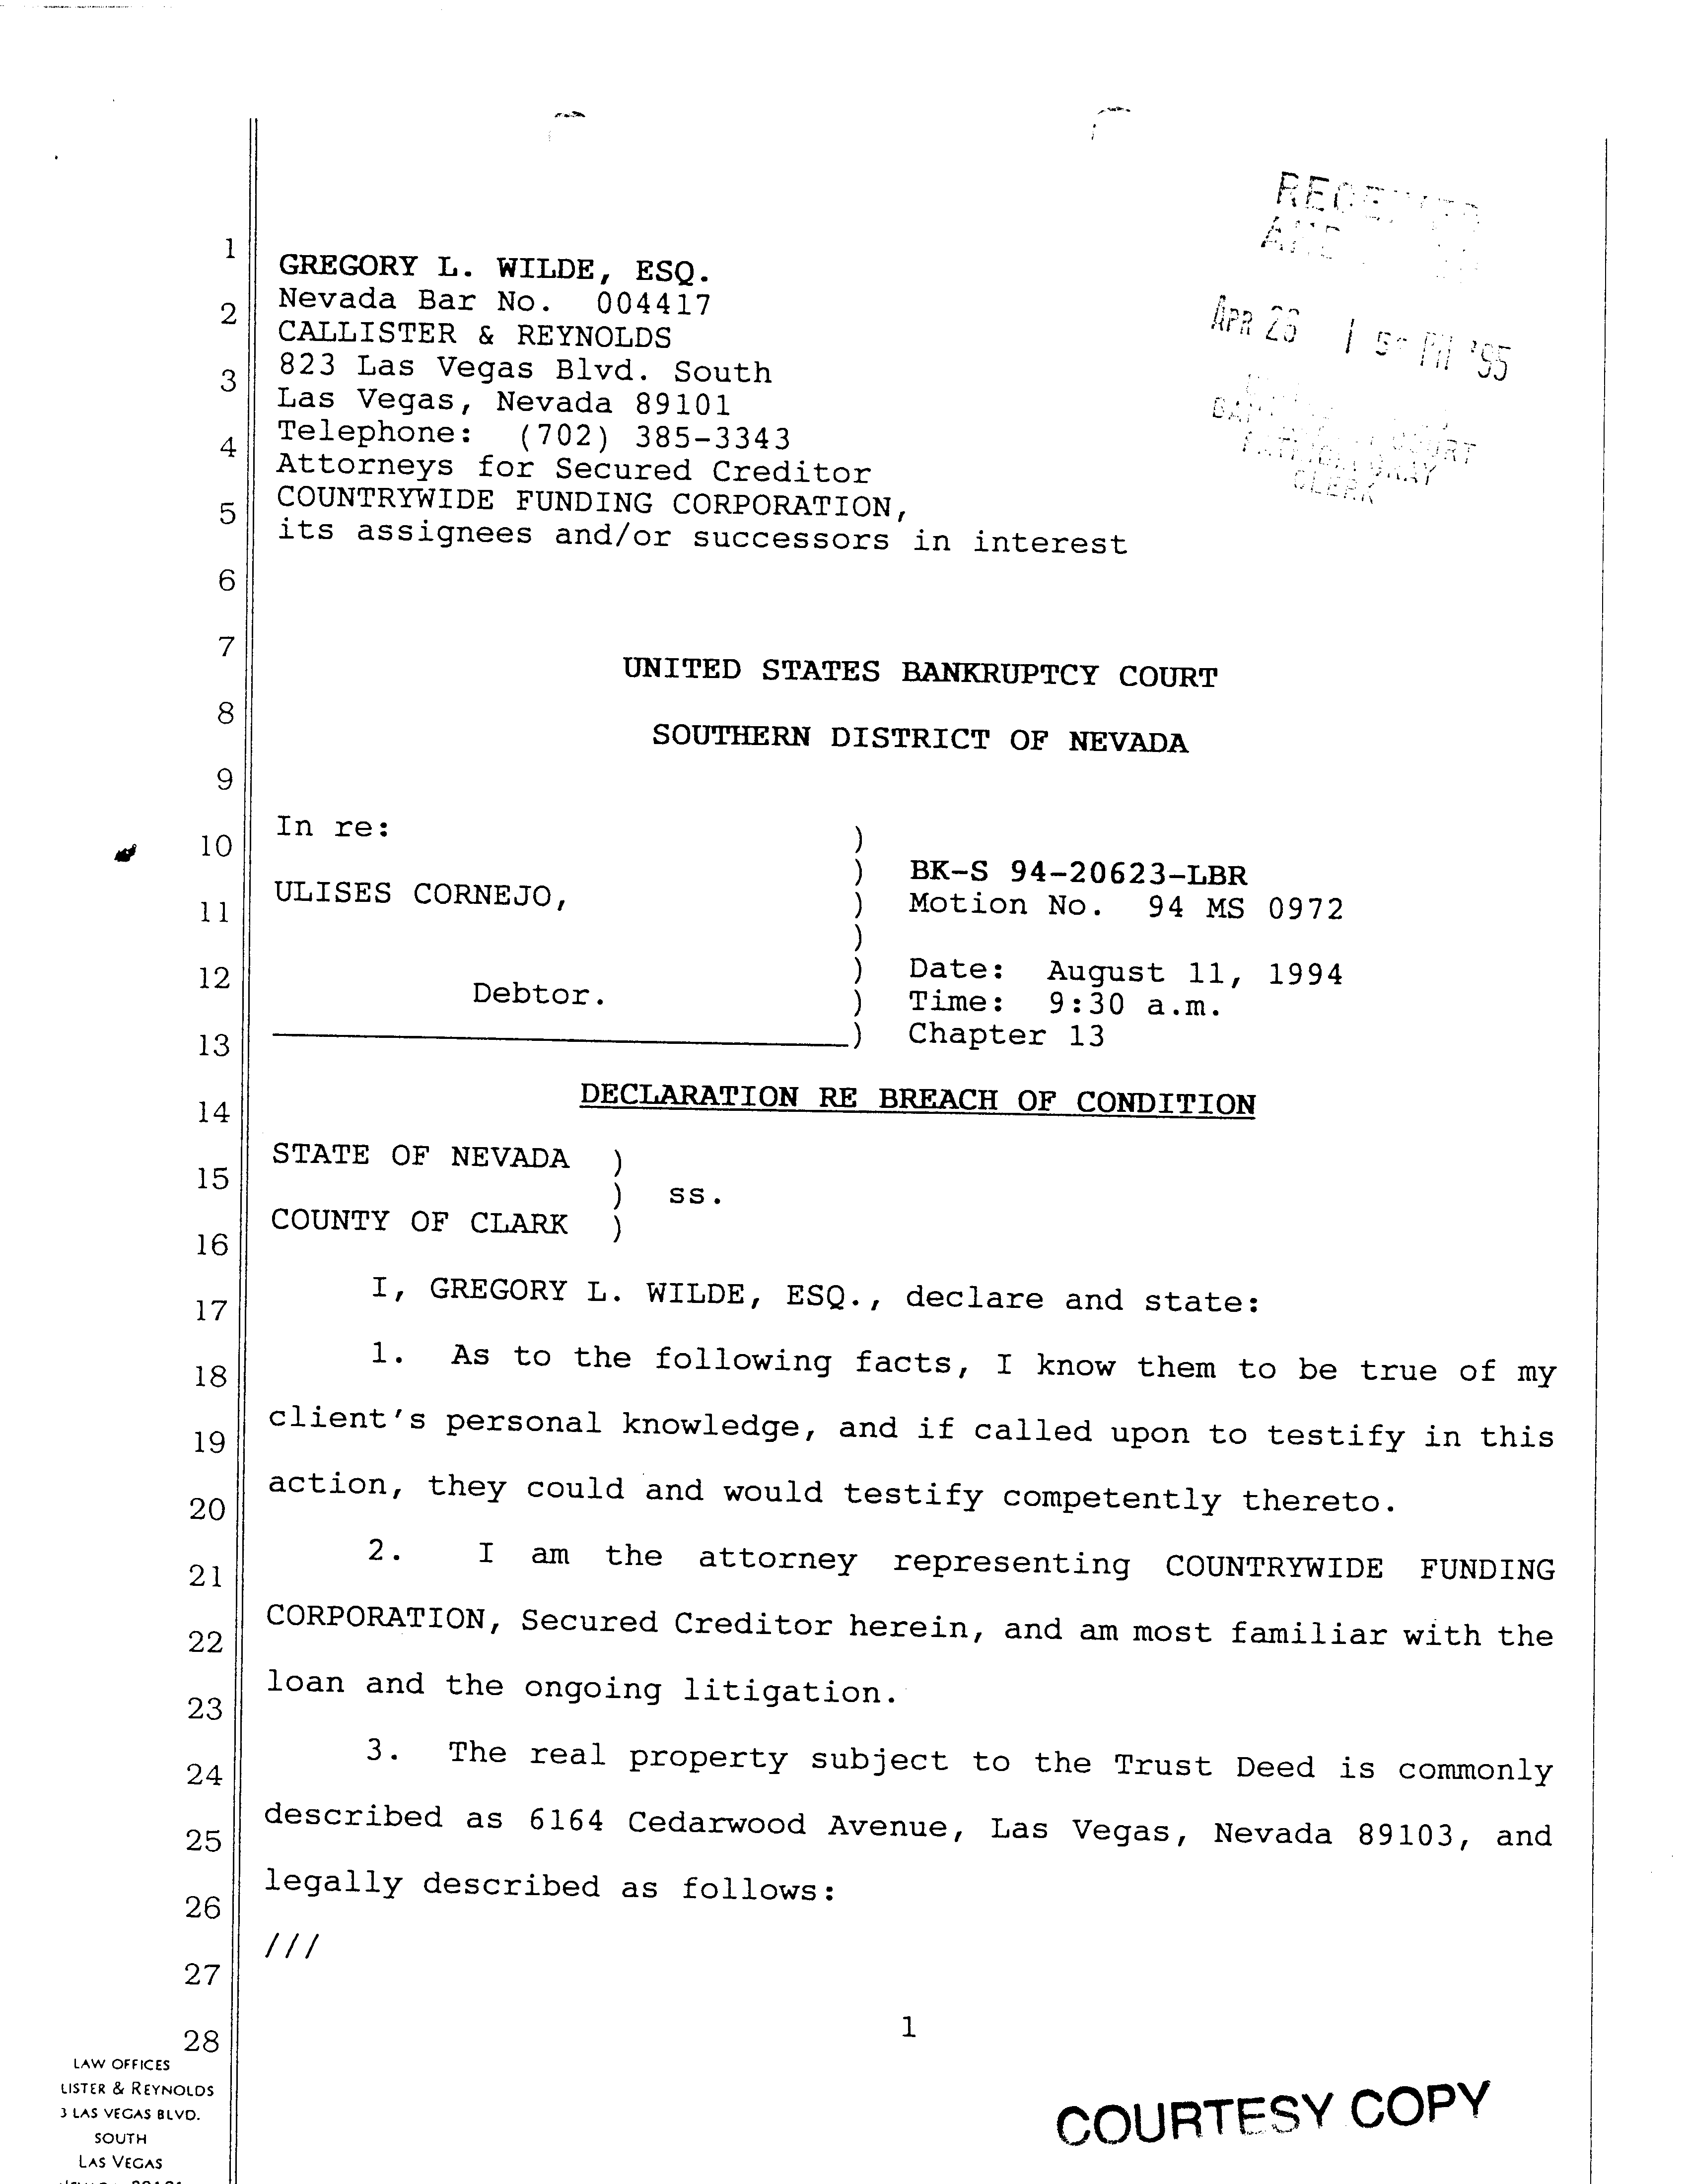 APR 26 1 5 PM '95
COURT
CLERK
1
GREGORY L. WILDE, ESQ.
Nevada Bar No. 004417
2
CALLISTER & REYNOLDS
823 Las Vegas Blvd. South
3
Las Vegas, Nevada 89101
Telephone: (702) 385-3343
4
Attorneys for Secured Creditor
COUNTRYWIDE FUNDING CORPORATION,
5
its assignees and/or successors in interest
6
7
UNITED STATES BANKRUPTCY COURT
8
SOUTHERN DISTRICT OF NEVADA
9
In re: )
10
) BK-S 94-20623-LBR
ULISES CORNEJO, ) Motion No. 94 MS 0972
11
)
) Date: August 11, 1994
12
Debtor. ) Time: 9:30 a.m.
) Chapter 13
13
DECLARATION RE BREACH OF CONDITION
14
STATE OF NEVADA )
15
) ss.
COUNTY OF CLARK )
16
I, GREGORY L. WILDE, ESQ., declare and state:
17
1. As to the following facts, I know them to be true of my
18
client's personal knowledge, and if called upon to testify in this
19
action, they could and would testify competently thereto.
20
2. I am the attorney representing COUNTRYWIDE FUNDING
21
CORPORATION, Secured Creditor herein, and am most familiar with the
22
loan and the ongoing litigation.
23
3. The real property subject to the Trust Deed is commonly
24
described as 6164 Cedarwood Avenue, Las Vegas, Nevada 89103, and
25
legally described as follows:
26
///
27
1
28
LAW OFFICES
LISTER & REYNOLDS
3 LAS VEGAS BLVD.
SOUTH
LAS VEGAS
COURTESY COPY